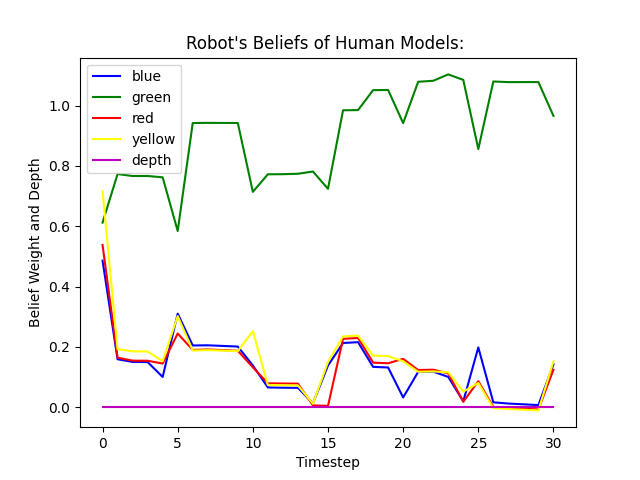 Robot's Beliefs of Human Models:
blue
green
red
yellow
depth
Belief Weight and Depth
1.0
0.8
0.6
0.4
0.2
0.0
0 5 10 15 20 25 30
Timestep